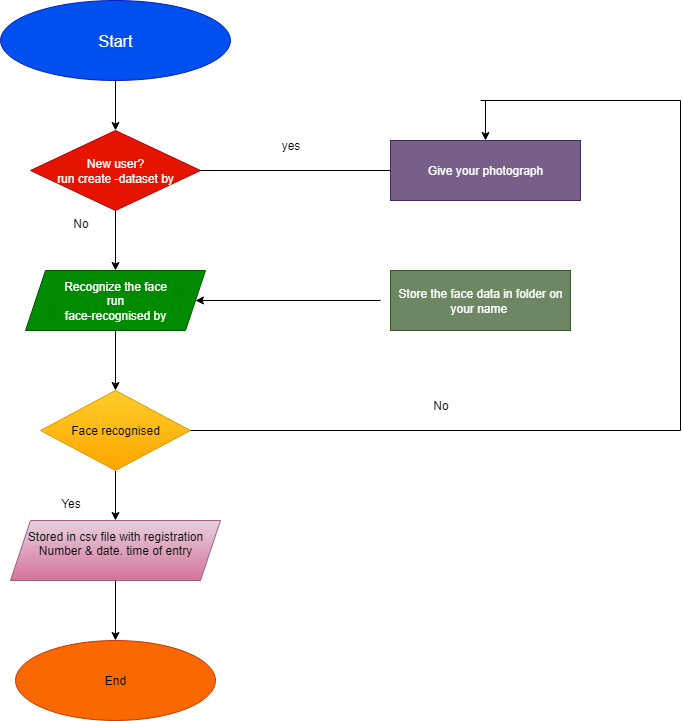 Start
New user?
run create -dataset by
yes
Give your photograph
No
Recognize the face
run
face-recognised by
Store the face data in folder on
your name
Face recognised
No
Yes
Stored in csv file with registration
Number & date. time of entry
End